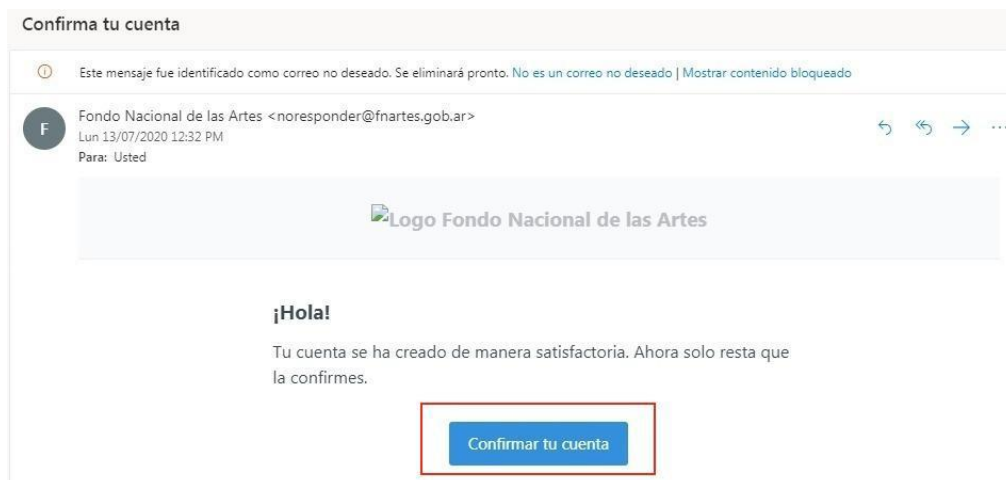 Confirma tu cuenta
Este mensaje fue identificado como correo no deseado. Se eliminará pronto. No es un correo no deseado | Mostrar contenido bloqueado
F
Fondo Nacional de las Artes <noresponder@fnartes.gob.ar>
Lun 13/07/2020 12:32 PM
Para: Usted
Logo Fondo Nacional de las Artes
¡Hola!
Tu cuenta se ha creado de manera satisfactoria. Ahora solo resta que
la confirmes.
Confirmar tu cuenta